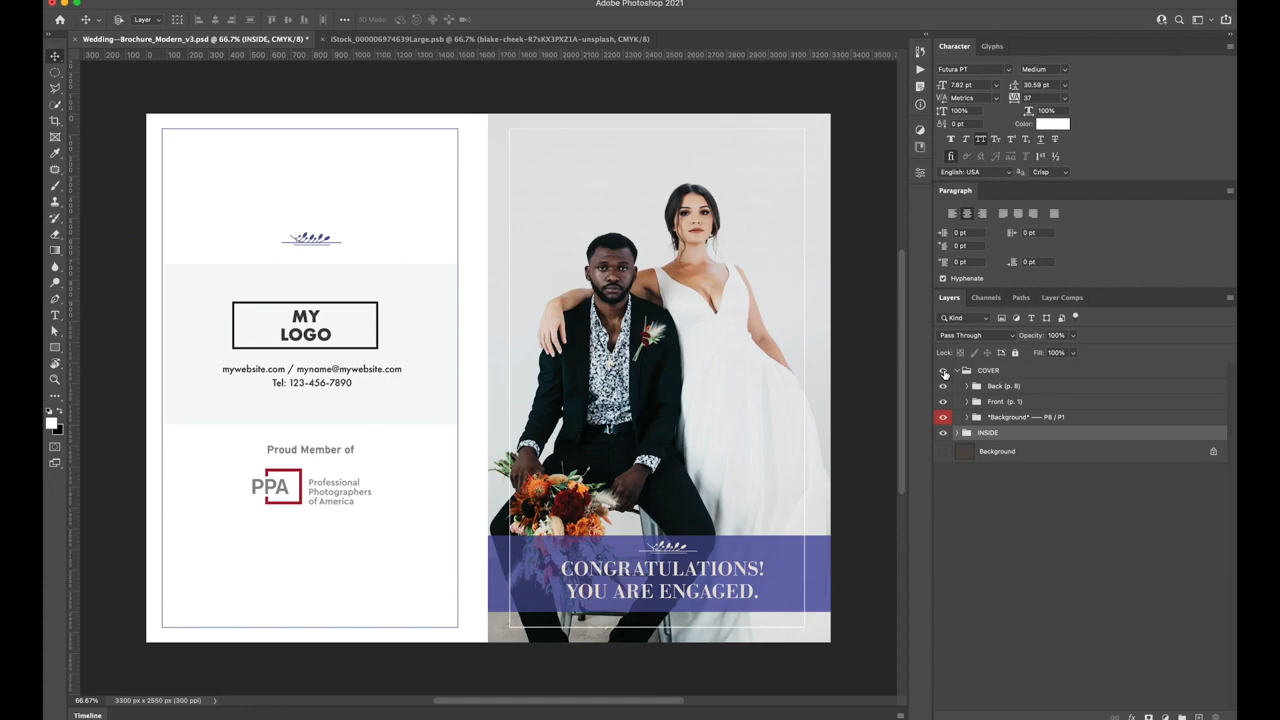 Adobe Photoshop 2021
Layer
3D Mode:
Wedding—Brochure_Modern_v3.psd @ 66.7% (INSIDE, CMYK/8) *
iStock_000006974639Large.psb @ 66.7% (blake-creek-R7sKX3PXZ1A-unsplash, CMYK/8)
MY
LOGO
mywebsite.com / myname@mywebsite.com
Tel: 123-456-7890
Proud Member of
PPA
Professional
Photographers
of America
CONGRATULATIONS!
YOU ARE ENGAGED.
66.67%
3300 px x 2550 px (300 ppi)
Timeline
Character
Glyphs
Futura PT
Medium
7.82 pt
30.59 pt
Metrics
37
100%
100%
0 pt
Color:
English: USA
Crisp
Paragraph
0 pt
0 pt
0 pt
0 pt
0 pt
Hyphenate
Layers
Channels
Paths
Layer Comps
Kind
Pass Through
Opacity: 100%
Lock:
Fill: 100%
COVER
Back (p. 8)
Front (p. 1)
*Background* —— P8 / P1
INSIDE
Background